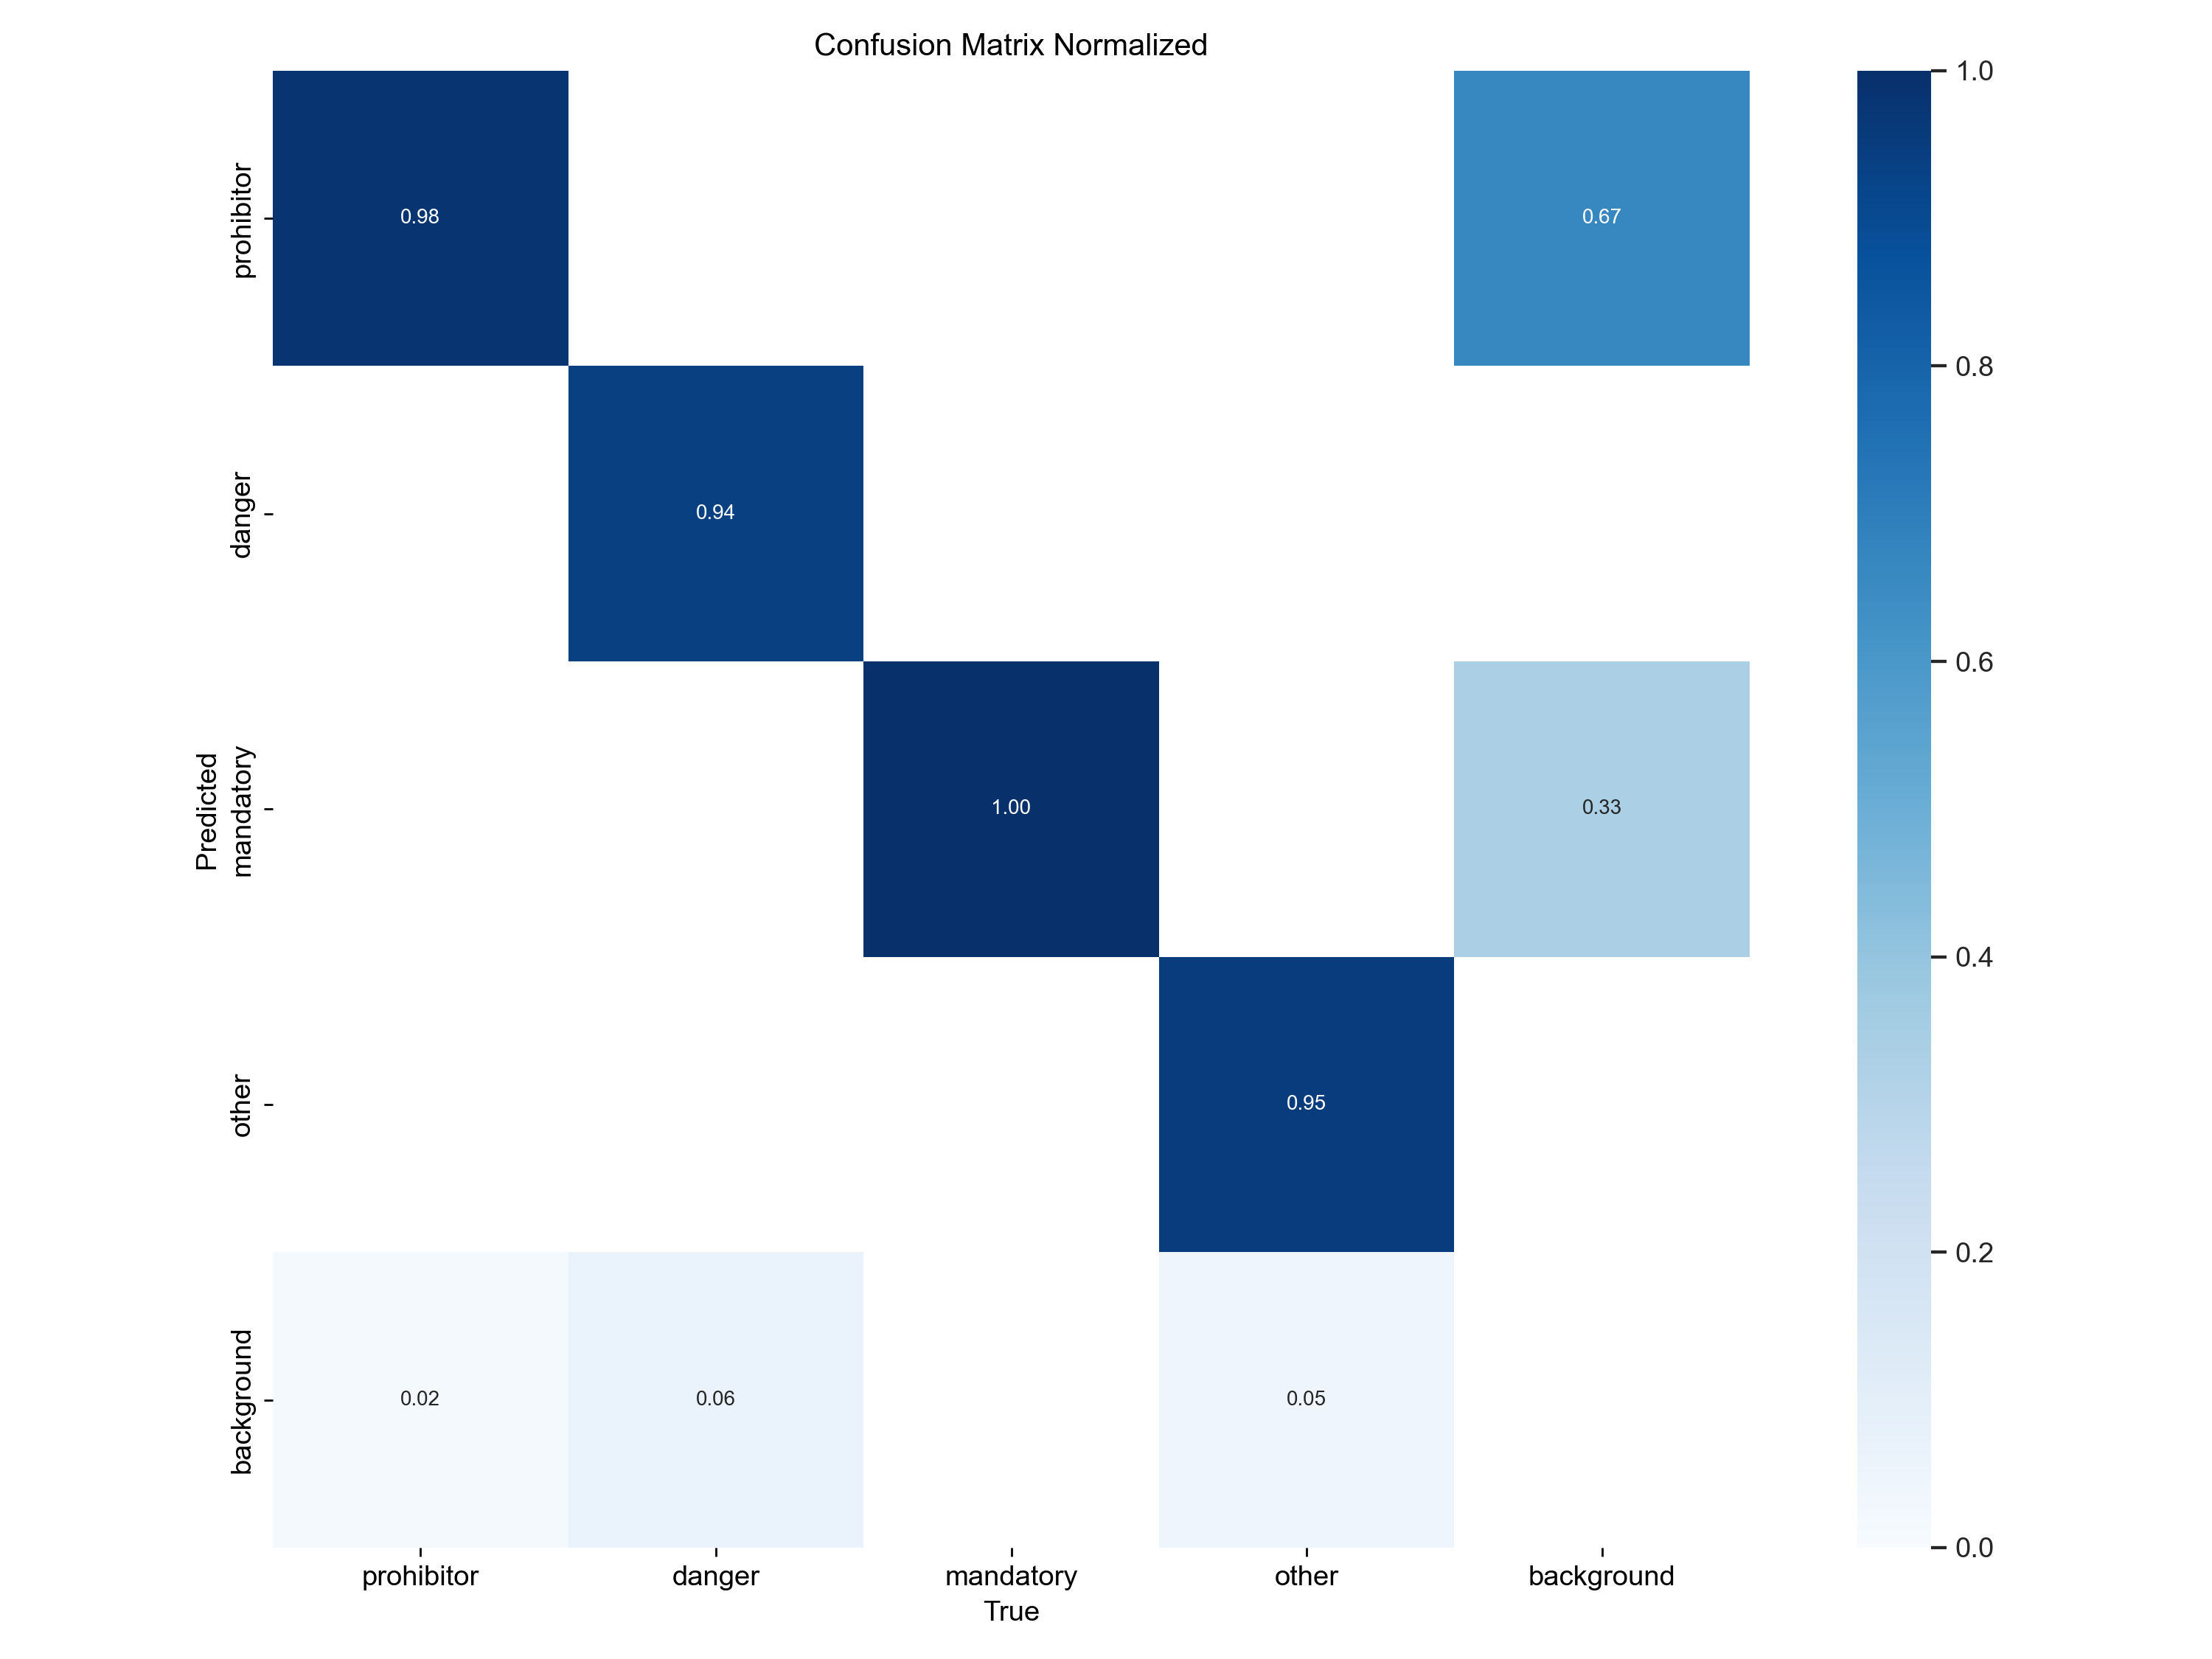 Confusion Matrix Normalized
prohibitor
danger
mandatory
other
background
Predicted
0.98
0.67
0.94
1.00
0.33
0.95
0.02
0.06
0.05
prohibitor
danger
mandatory
other
background
True
1.0
0.8
0.6
0.4
0.2
0.0